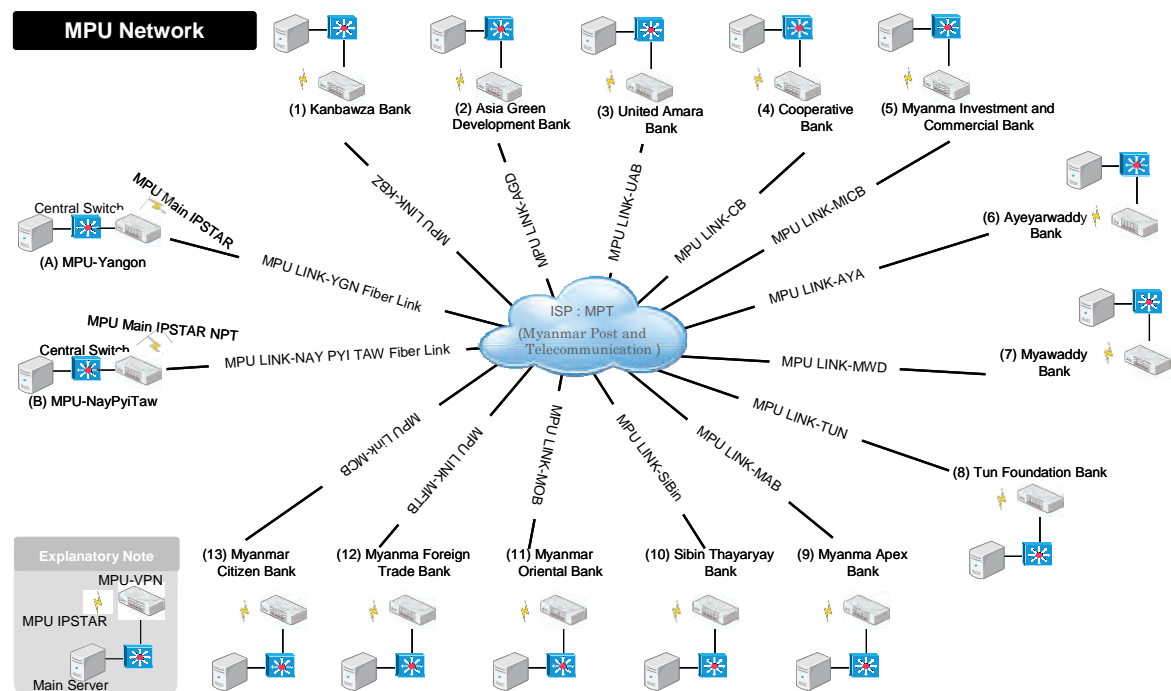 MPU Network
(1) Kanbawza Bank
(2) Asia Green
Development Bank
(3) United Amara
Bank
(4) Cooperative
Bank
(5) Myanma Investment and
Commercial Bank
MPU LINK-KBZ
MPU LINK-AGD
MPU LINK-UAB
MPU LINK-CB
MPU LINK-MICB
MPU Main IPSTAR
Central Switch
(A) MPU-Yangon
MPU LINK-YGN Fiber Link
(6) Ayeyarwaddy
Bank
MPU LINK-AYA
ISP : MPT
(Myanmar Post and
Telecommunication )
MPU Main IPSTAR NPT
Central Switch
MPU LINK-NAY PYI TAW Fiber Link
(B) MPU-NayPyiTaw
(7) Myawaddy
Bank
MPU LINK-MWD
MPU LINK-TUN
(8) Tun Foundation Bank
MPU Link-MCB
MPU LINK-MFTB
MPU LINK-MOB
MPU LINK-SiBin
MPU LINK-MAB
(13) Myanmar
Citizen Bank
(12) Myanma Foreign
Trade Bank
(11) Myanmar
Oriental Bank
(10) Sibin Thayaryay
Bank
(9) Myanma Apex
Bank
Explanatory Note
MPU-VPN
MPU IPSTAR
Main Server